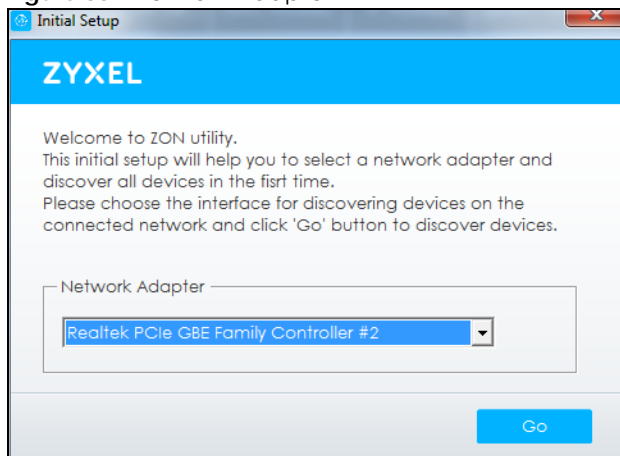 Initial Setup
ZYXEL
Welcome to ZON utility.
This initial setup will help you to select a network adapter and
discover all devices in the fisrt time.
Please choose the interface for discovering devices on the
connected network and click 'Go' button to discover devices.
Network Adapter
Realtek PCIe GBE Family Controller #2
Go